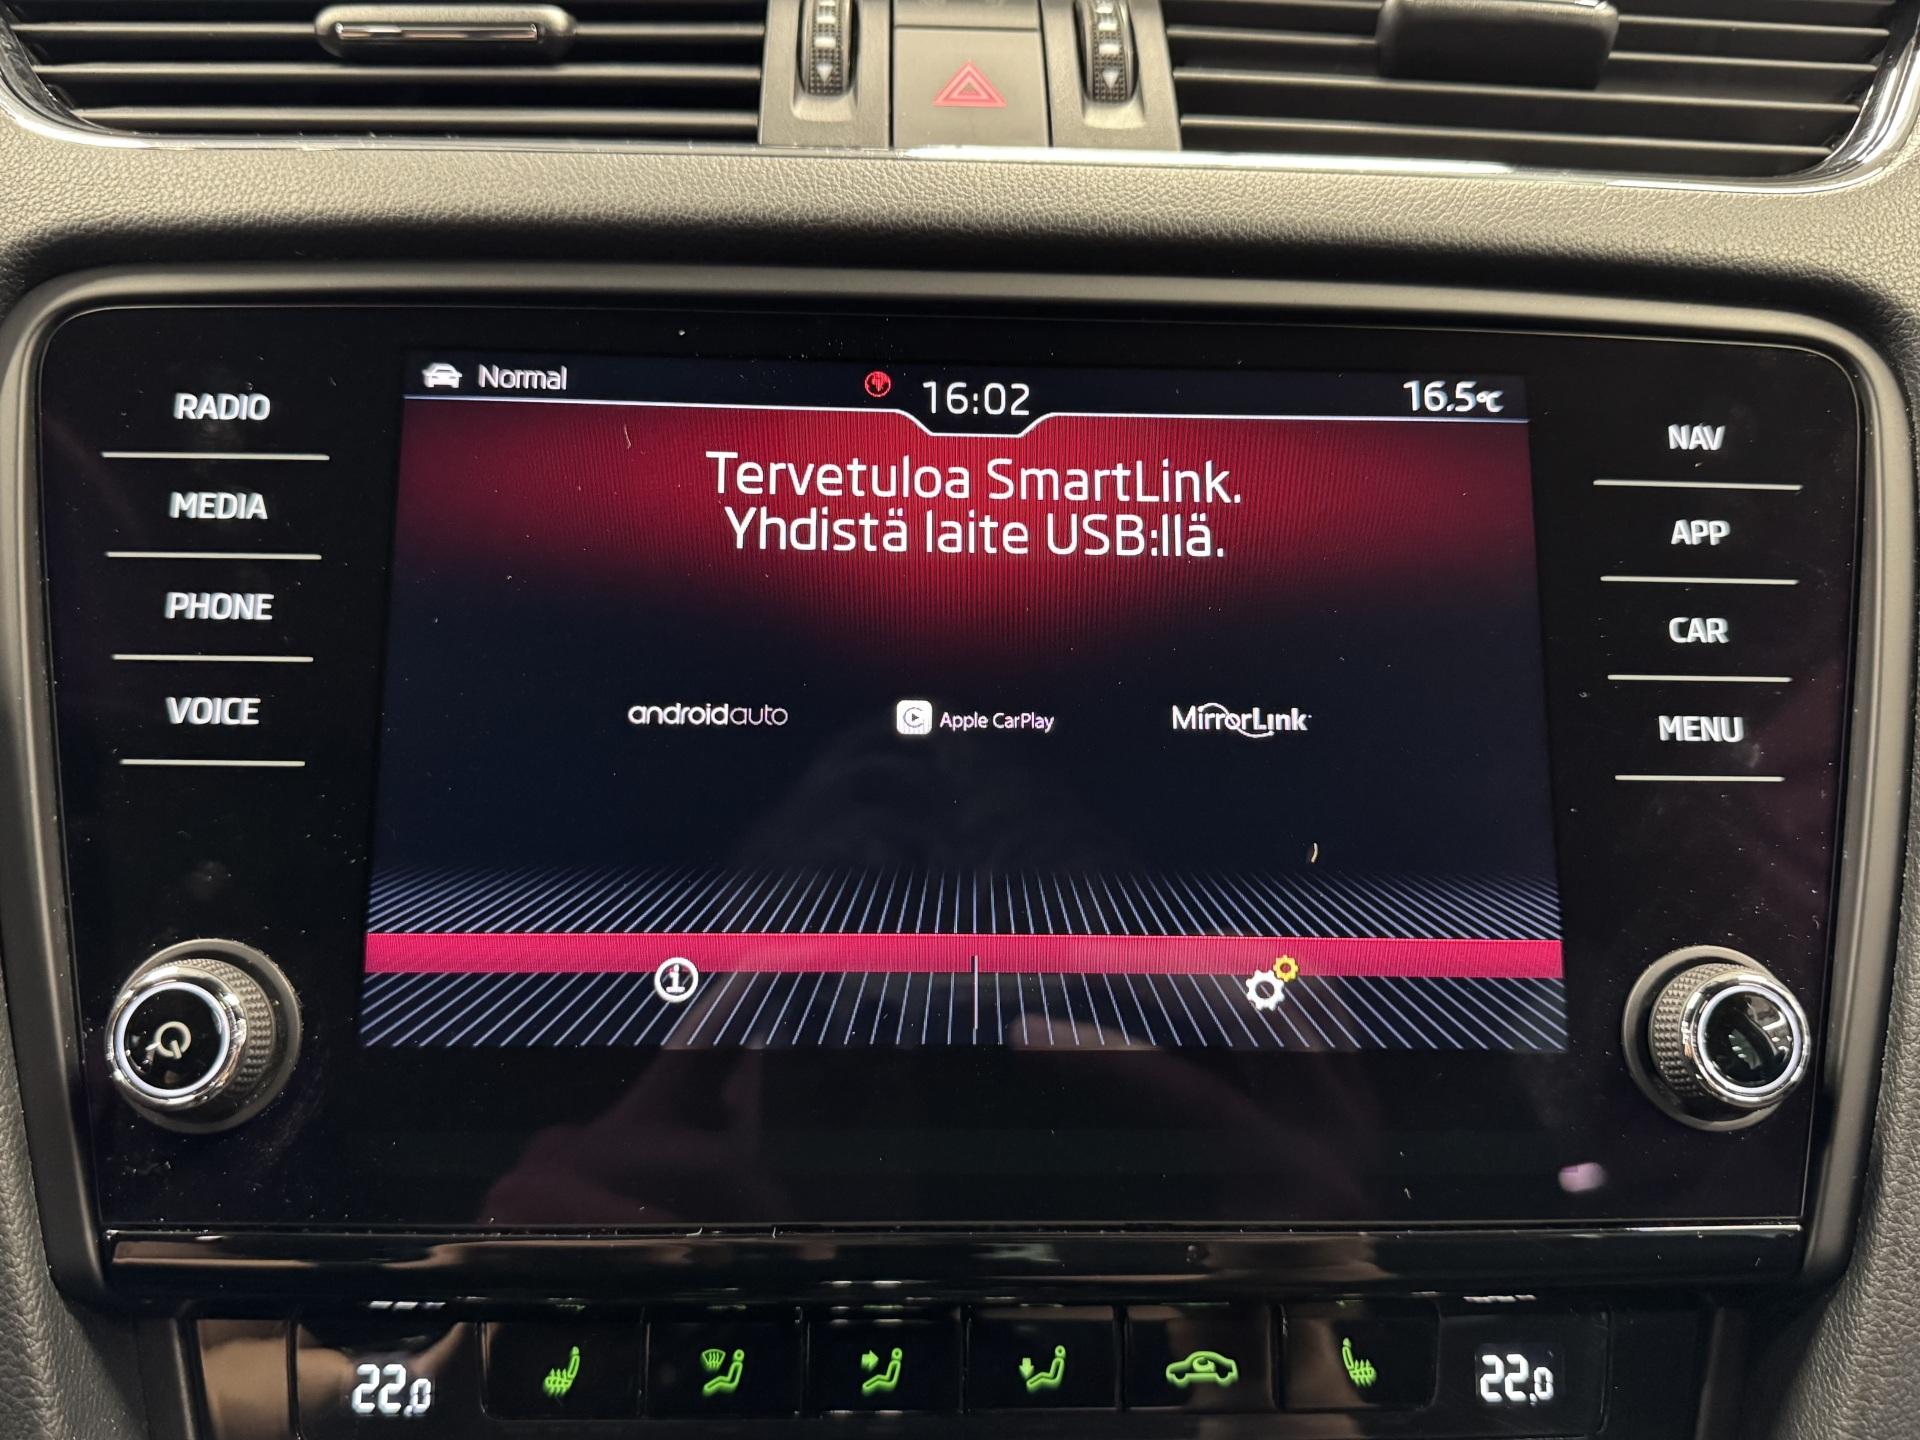 Normal
16:02
16.5°C
RADIO
MEDIA
PHONE
VOICE
Tervetuloa SmartLink.
Yhdistä laite USB:llä.
androidauto
Apple CarPlay
MirrorLink
NAV
APP
CAR
MENU
22.0
22.0